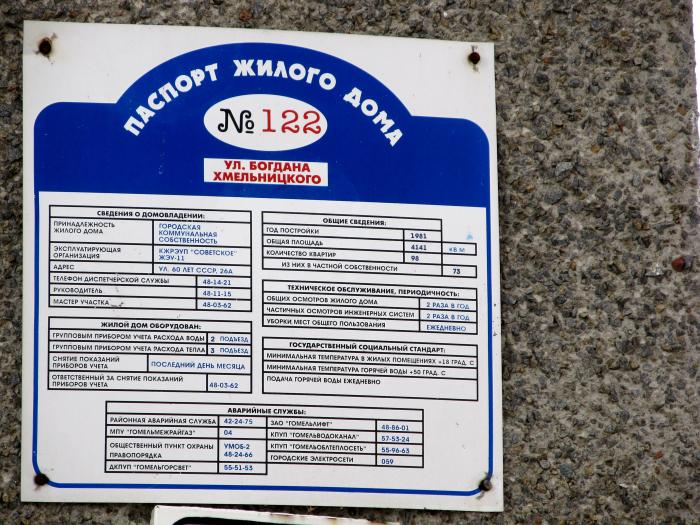 ПАСПОРТ ЖИЛОГО ДОМА
№ 122
УЛ. БОГДАНА
ХМЕЛЬНИЦКОГО
СВЕДЕНИЯ О ДОМОВЛАДЕНИИ:
ПРИНАДЛЕЖНОСТЬ ЖИЛОГО ДОМА ГОРОДСКАЯ КОММУНАЛЬНАЯ СОБСТВЕННОСТЬ
ЭКСПЛУАТИРУЮЩАЯ ОРГАНИЗАЦИЯ КЖРЭУП "СОВЕТСКОЕ" ЖЭУ-11
АДРЕС УЛ. 60 ЛЕТ СССР, 26А
ТЕЛЕФОН ДИСПЕТЧЕРСКОЙ СЛУЖБЫ 48-14-21
РУКОВОДИТЕЛЬ 48-11-15
МАСТЕР УЧАСТКА 48-03-62
ЖИЛОЙ ДОМ ОБОРУДОВАН:
ГРУППОВЫМ ПРИБОРОМ УЧЕТА РАСХОДА ВОДЫ 2 ПОДЪЕЗД
ГРУППОВЫМ ПРИБОРОМ УЧЕТА РАСХОДА ТЕПЛА 3 ПОДЪЕЗД
СНЯТИЕ ПОКАЗАНИЙ ПРИБОРОВ УЧЕТА ПОСЛЕДНИЙ ДЕНЬ МЕСЯЦА
ОТВЕТСТВЕННЫЙ ЗА СНЯТИЕ ПОКАЗАНИЙ ПРИБОРОВ УЧЕТА 48-03-62
ОБЩИЕ СВЕДЕНИЯ:
ГОД ПОСТРОЙКИ 1981
ОБЩАЯ ПЛОЩАДЬ 4141 КВ М
КОЛИЧЕСТВО КВАРТИР 98
ИЗ НИХ В ЧАСТНОЙ СОБСТВЕННОСТИ 73
ТЕХНИЧЕСКОЕ ОБСЛУЖИВАНИЕ, ПЕРИОДИЧНОСТЬ:
ОБЩИХ ОСМОТРОВ ЖИЛОГО ДОМА 2 РАЗА В ГОД
ЧАСТИЧНЫХ ОСМОТРОВ ИНЖЕНЕРНЫХ СИСТЕМ 2 РАЗА В ГОД
УБОРКИ МЕСТ ОБЩЕГО ПОЛЬЗОВАНИЯ ЕЖЕДНЕВНО
ГОСУДАРСТВЕННЫЙ СОЦИАЛЬНЫЙ СТАНДАРТ:
МИНИМАЛЬНАЯ ТЕМПЕРАТУРА В ЖИЛЫХ ПОМЕЩЕНИЯХ +18 ГРАД. С
МИНИМАЛЬНАЯ ТЕМПЕРАТУРА ГОРЯЧЕЙ ВОДЫ +50 ГРАД. С
ПОДАЧА ГОРЯЧЕЙ ВОДЫ ЕЖЕДНЕВНО
АВАРИЙНЫЕ СЛУЖБЫ:
РАЙОННАЯ АВАРИЙНАЯ СЛУЖБА 42-24-75
МПУ "ГОМЕЛЬМЕЖРАЙГАЗ" 04
ОБЩЕСТВЕННЫЙ ПУНКТ ОХРАНЫ ПРАВОПОРЯДКА УМОБ-2 48-24-66
ДКПУП "ГОМЕЛЬГОРСВЕТ" 55-51-53
ЗАО "ГОМЕЛЬЛИФТ" 48-86-01
КПУП "ГОМЕЛЬВОДОКАНАЛ" 57-53-24
КПУП "ГОМЕЛЬОБЛТЕПЛОСЕТЬ" 55-96-63
ГОРОДСКИЕ ЭЛЕКТРОСЕТИ 059